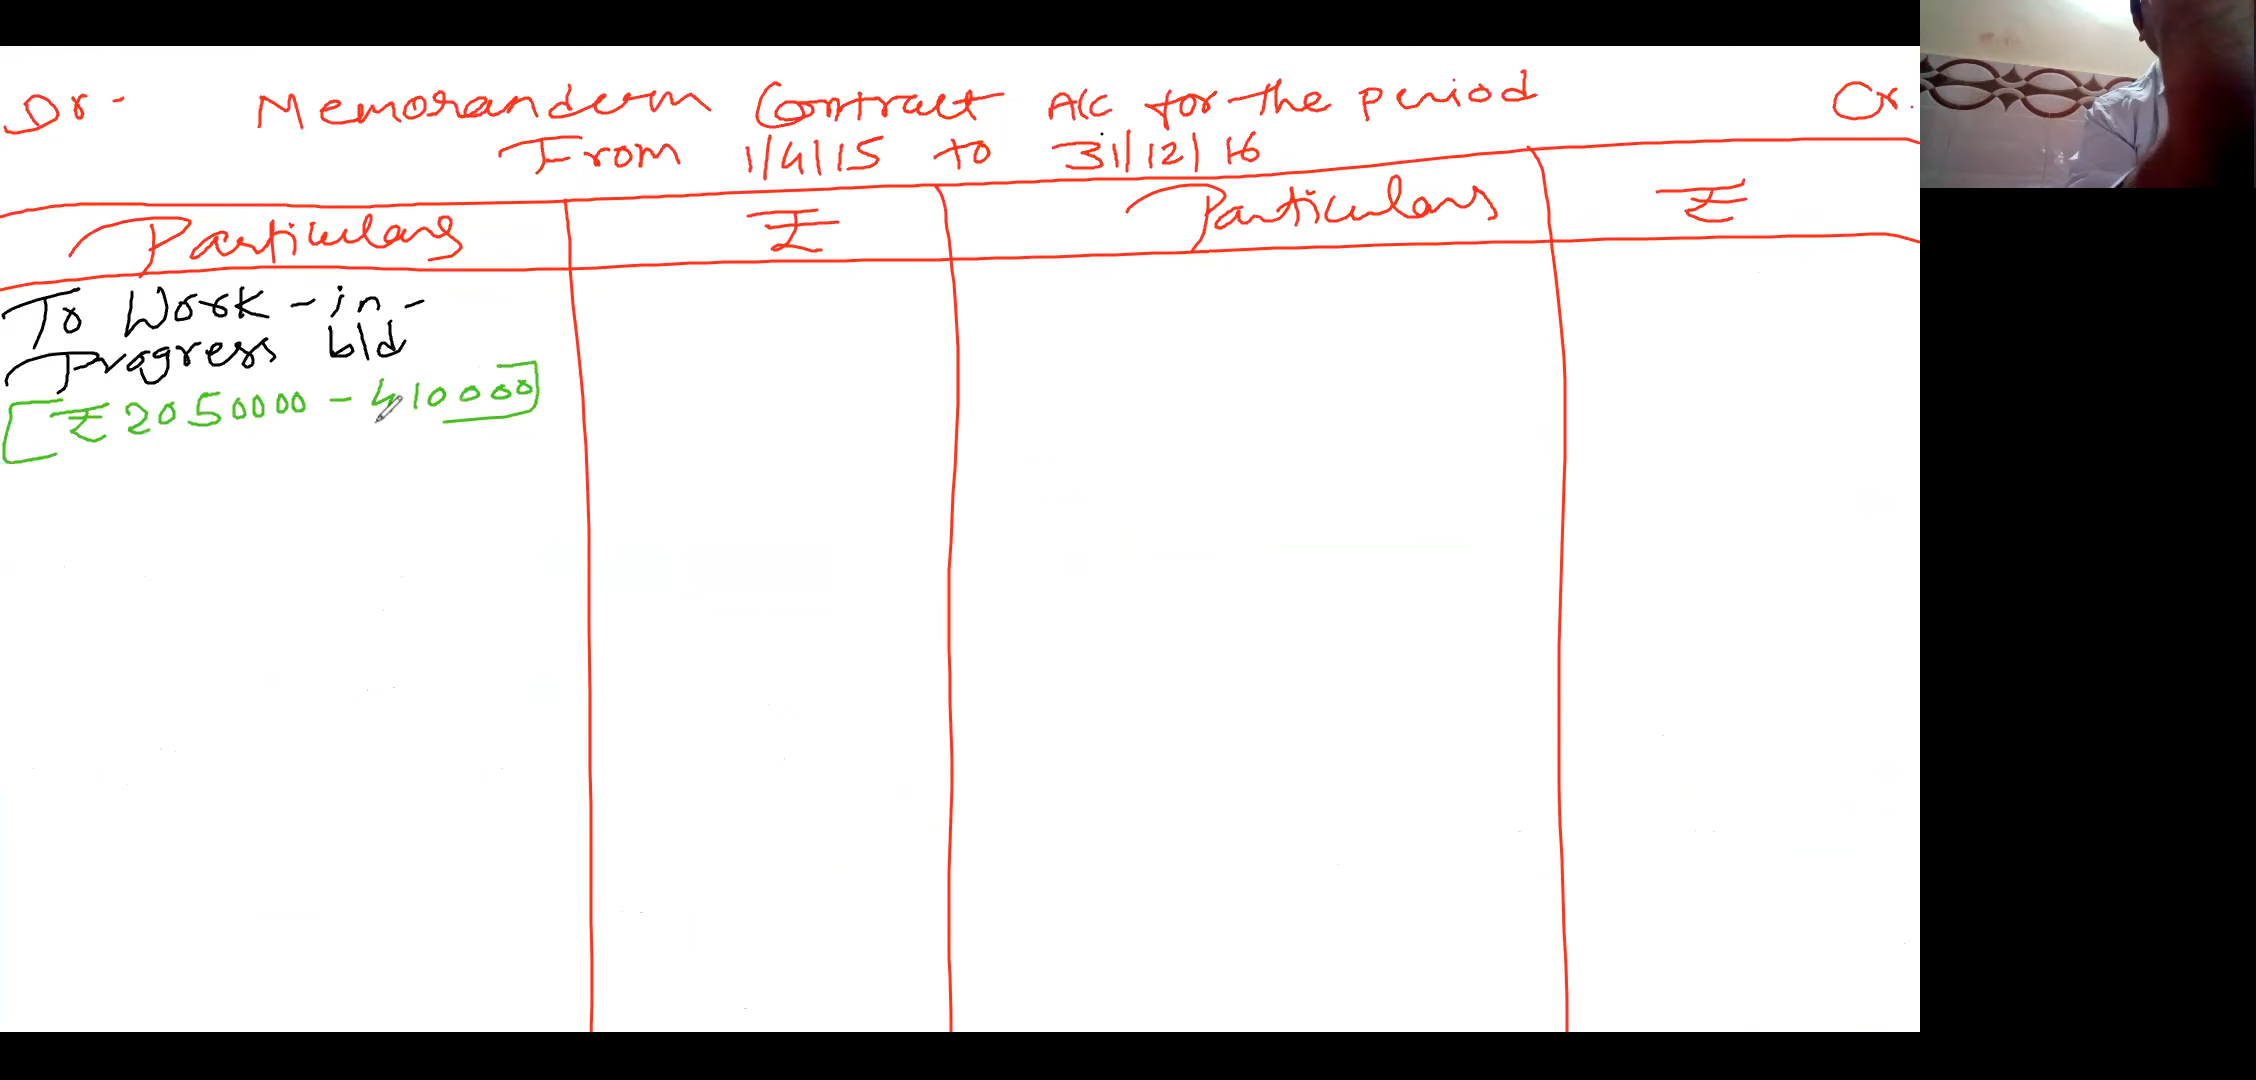 Dr. Memorandum Contract A/C for the period Cr.
From 1/4/15 to 31/12/16
Particulars ₹ Particulars ₹
To Work-in-
Progress b/d
[₹2050000 - 410000]